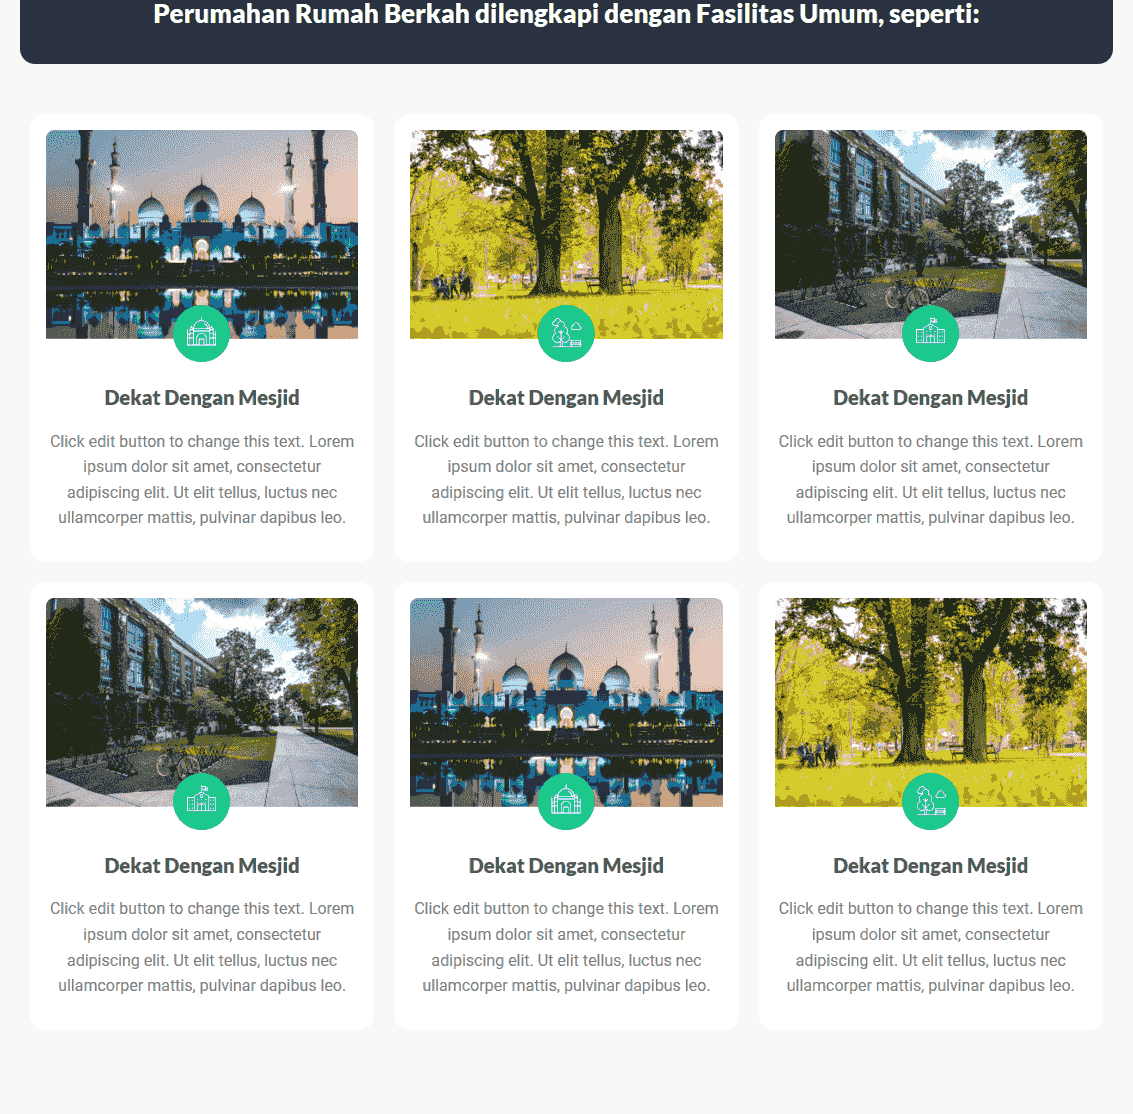 Perumahan Rumah Berkah dilengkapi dengan Fasilitas Umum, seperti:
Dekat Dengan Mesjid
Click edit button to change this text. Lorem
ipsum dolor sit amet, consectetur
adipiscing elit. Ut elit tellus, luctus nec
ullamcorper mattis, pulvinar dapibus leo.
Dekat Dengan Mesjid
Click edit button to change this text. Lorem
ipsum dolor sit amet, consectetur
adipiscing elit. Ut elit tellus, luctus nec
ullamcorper mattis, pulvinar dapibus leo.
Dekat Dengan Mesjid
Click edit button to change this text. Lorem
ipsum dolor sit amet, consectetur
adipiscing elit. Ut elit tellus, luctus nec
ullamcorper mattis, pulvinar dapibus leo.
Dekat Dengan Mesjid
Click edit button to change this text. Lorem
ipsum dolor sit amet, consectetur
adipiscing elit. Ut elit tellus, luctus nec
ullamcorper mattis, pulvinar dapibus leo.
Dekat Dengan Mesjid
Click edit button to change this text. Lorem
ipsum dolor sit amet, consectetur
adipiscing elit. Ut elit tellus, luctus nec
ullamcorper mattis, pulvinar dapibus leo.
Dekat Dengan Mesjid
Click edit button to change this text. Lorem
ipsum dolor sit amet, consectetur
adipiscing elit. Ut elit tellus, luctus nec
ullamcorper mattis, pulvinar dapibus leo.